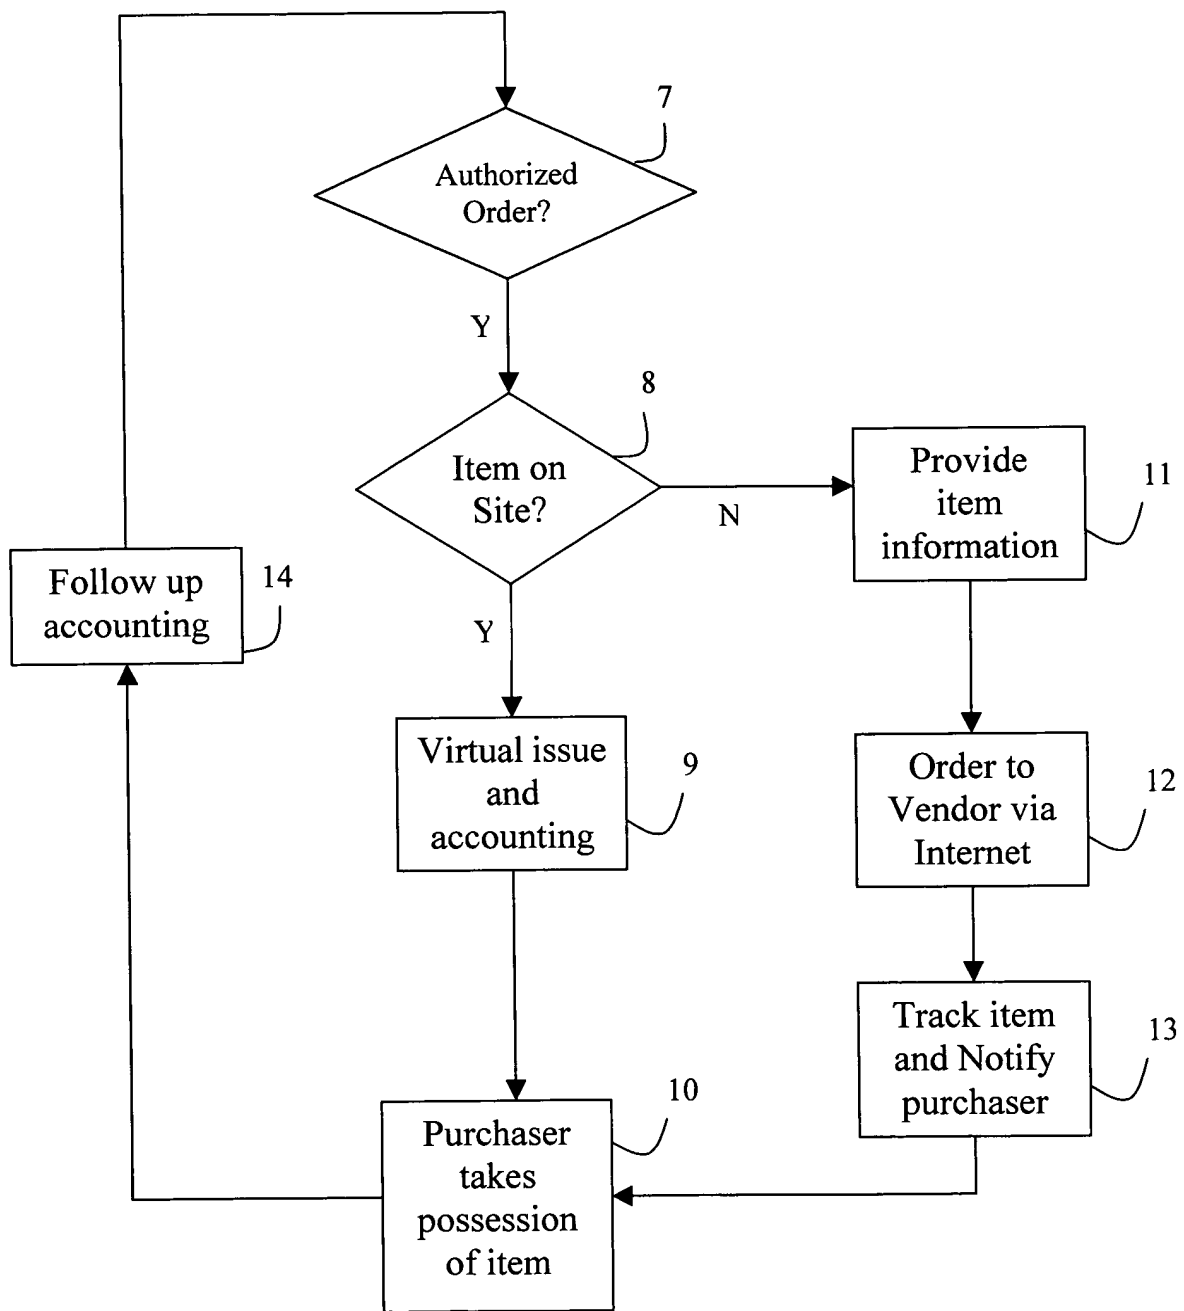 7
Authorized
Order?
Y
8
Item on
Site?
N
Provide
item
information
11
Follow up
accounting
14
Y
Virtual issue
and
accounting
9
Order to
Vendor via
Internet
12
Track item
and Notify
purchaser
13
10
Purchaser
takes
possession
of item